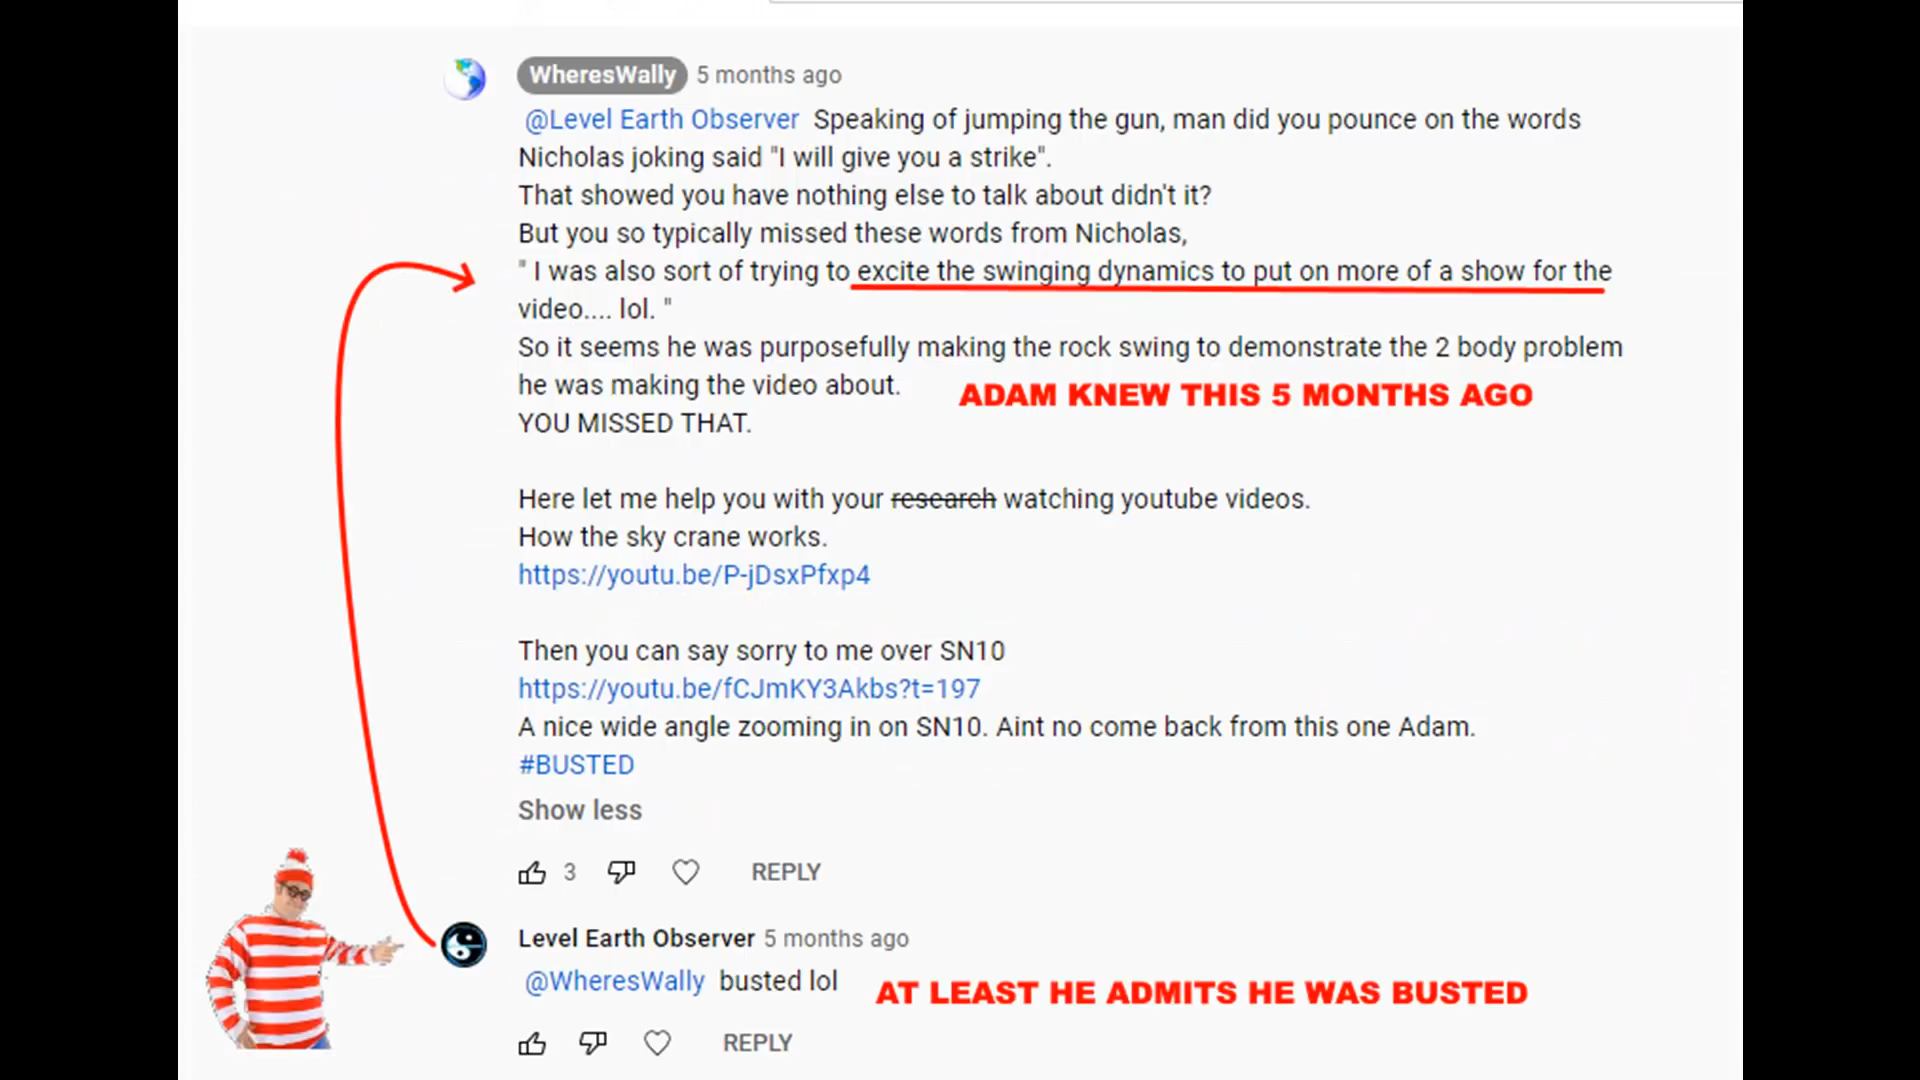 WheresWally 5 months ago
@Level Earth Observer Speaking of jumping the gun, man did you pounce on the words
Nicholas joking said "I will give you a strike".
That showed you have nothing else to talk about didn't it?
But you so typically missed these words from Nicholas,
" I was also sort of trying to excite the swinging dynamics to put on more of a show for the
video.... lol. "
So it seems he was purposefully making the rock swing to demonstrate the 2 body problem
he was making the video about.
ADAM KNEW THIS 5 MONTHS AGO
YOU MISSED THAT.
Here let me help you with your research watching youtube videos.
How the sky crane works.
https://youtu.be/P-jDsxPfxp4
Then you can say sorry to me over SN10
https://youtu.be/fCJmKY3Akbs?t=197
A nice wide angle zooming in on SN10. Aint no come back from this one Adam.
#BUSTED
Show less
3 REPLY
Level Earth Observer 5 months ago
@WheresWally busted lol
AT LEAST HE ADMITS HE WAS BUSTED
REPLY